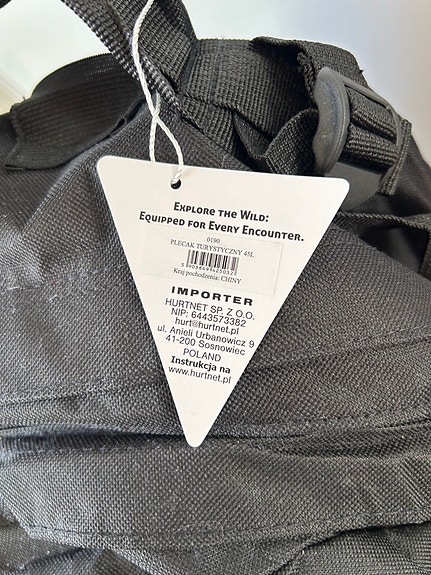 EXPLORE THE WILD:
EQUIPPED FOR EVERY ENCOUNTER.
0190
PLECAK TURYSTYCZNY 45L
Kraj pochodzenia: CHINY
IMPORTER
HURTNET SP. Z O.O.
NIP: 6443573382
hurt@hurtnet.pl
ul. Anieli Urbanowicz 9
41-200 Sosnowiec
POLAND
Instrukcja na
www.hurtnet.pl